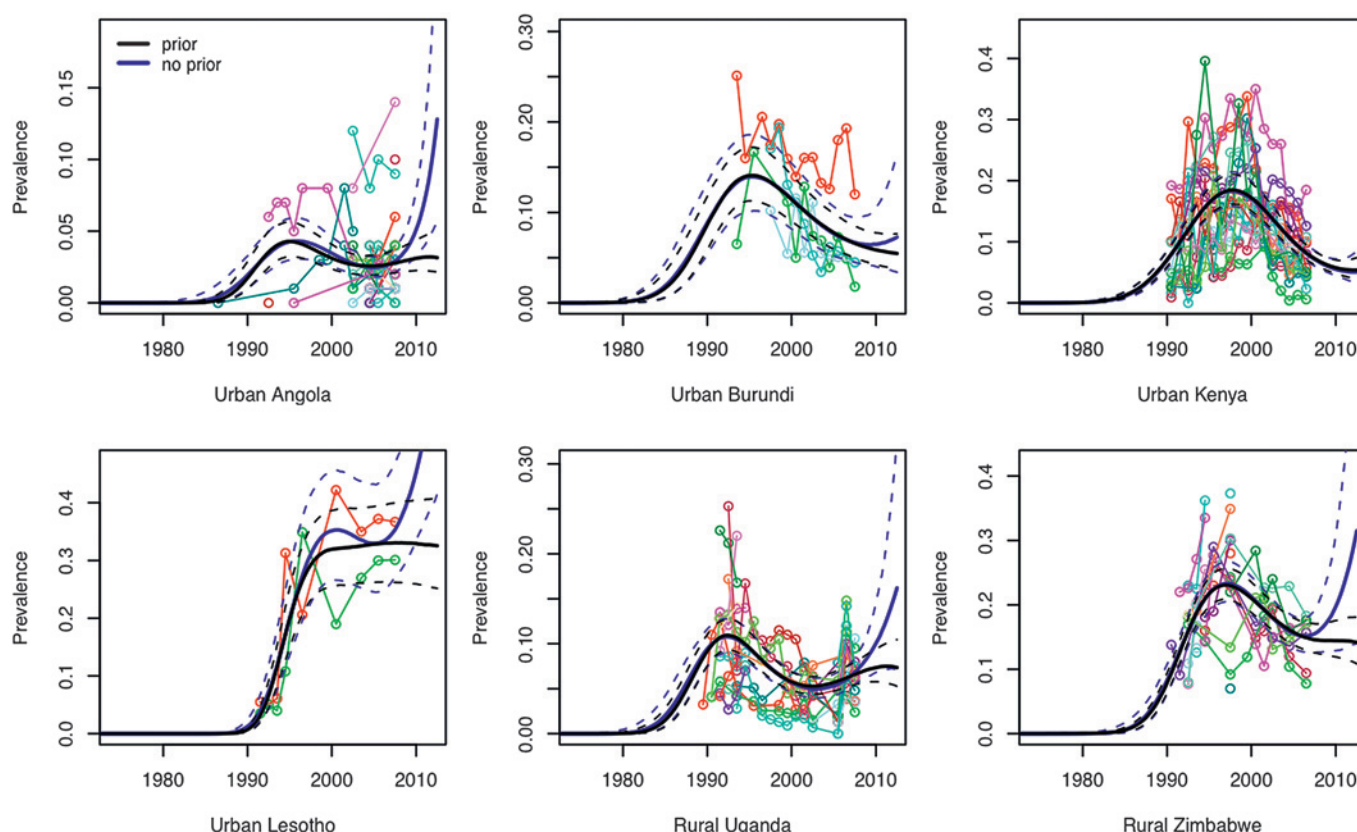 prior
no prior
Prevalence
0.00 0.05 0.10 0.15
1980 1990 2000 2010
Urban Angola
Prevalence
0.00 0.10 0.20 0.30
1980 1990 2000 2010
Urban Burundi
Prevalence
0.0 0.1 0.2 0.3 0.4
1980 1990 2000 2010
Urban Kenya
Prevalence
0.0 0.1 0.2 0.3 0.4
1980 1990 2000 2010
Urban Lesotho
Prevalence
0.00 0.10 0.20 0.30
1980 1990 2000 2010
Rural Uganda
Prevalence
0.0 0.1 0.2 0.3 0.4
1980 1990 2000 2010
Rural Zimbabwe